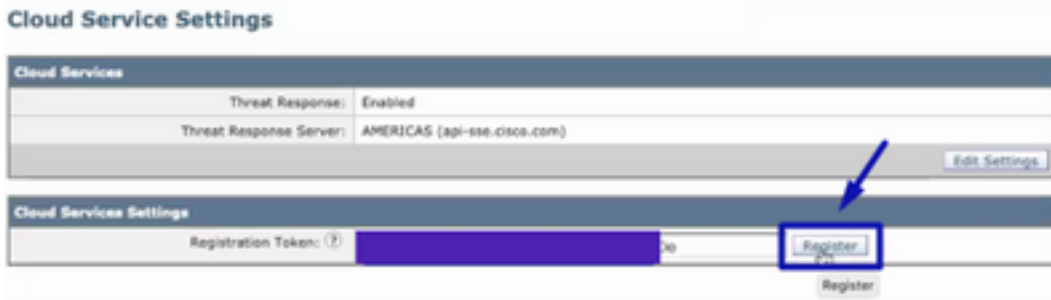 Cloud Service Settings
Cloud Services
Threat Response: Enabled
Threat Response Server: AMERICAS (api-sse.cisco.com)
Edit Settings
Cloud Services Settings
Registration Token: (?) Register
Register